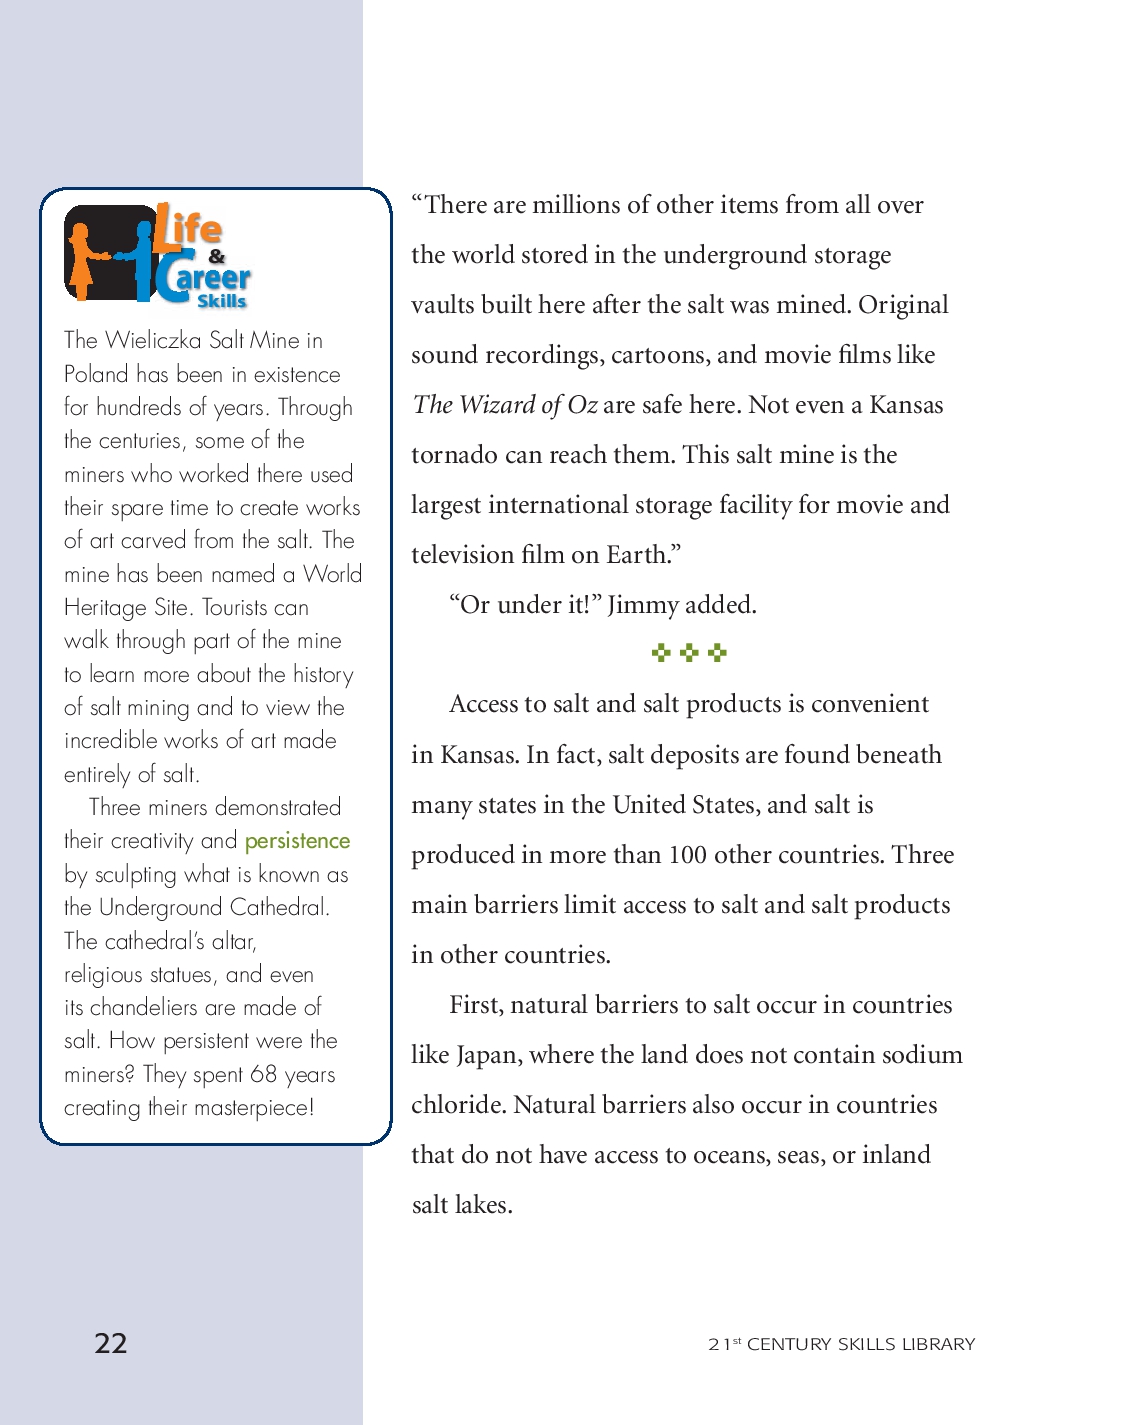 Life
&
Career
Skills
The Wieliczka Salt Mine in
Poland has been in existence
for hundreds of years. Through
the centuries, some of the
miners who worked there used
their spare time to create works
of art carved from the salt. The
mine has been named a World
Heritage Site. Tourists can
walk through part of the mine
to learn more about the history
of salt mining and to view the
incredible works of art made
entirely of salt.
Three miners demonstrated
their creativity and persistence
by sculpting what is known as
the Underground Cathedral.
The cathedral’s altar,
religious statues, and even
its chandeliers are made of
salt. How persistent were the
miners? They spent 68 years
creating their masterpiece!
“There are millions of other items from all over
the world stored in the underground storage
vaults built here after the salt was mined. Original
sound recordings, cartoons, and movie films like
The Wizard of Oz are safe here. Not even a Kansas
tornado can reach them. This salt mine is the
largest international storage facility for movie and
television film on Earth.”
“Or under it!” Jimmy added.
Access to salt and salt products is convenient
in Kansas. In fact, salt deposits are found beneath
many states in the United States, and salt is
produced in more than 100 other countries. Three
main barriers limit access to salt and salt products
in other countries.
First, natural barriers to salt occur in countries
like Japan, where the land does not contain sodium
chloride. Natural barriers also occur in countries
that do not have access to oceans, seas, or inland
salt lakes.
22
21st CENTURY SKILLS LIBRARY